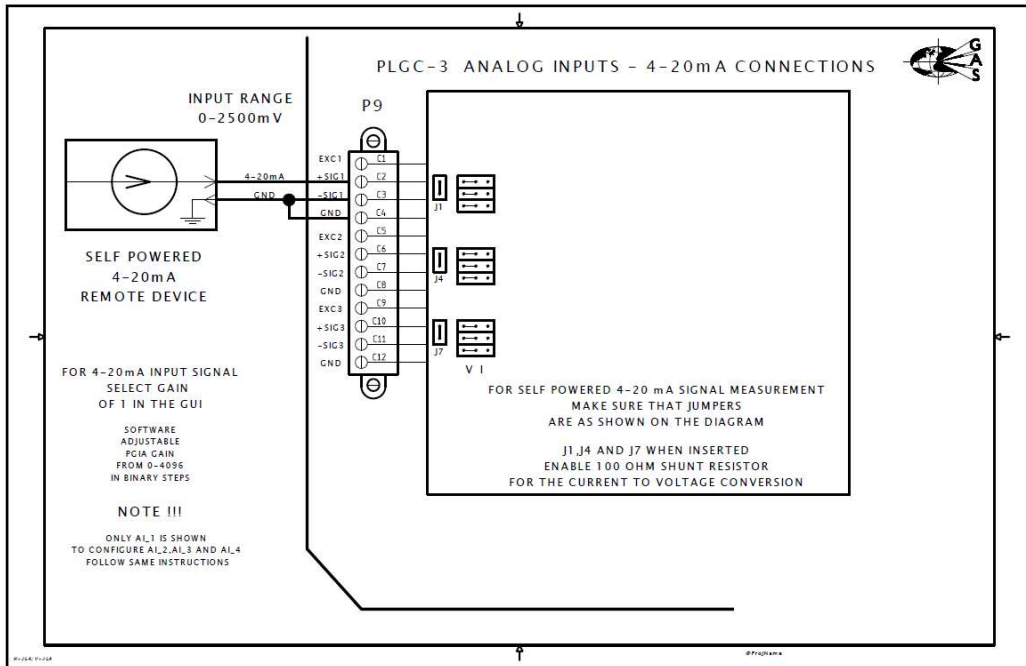 PLGC-3 ANALOG INPUTS - 4-20mA CONNECTIONS
GAS
INPUT RANGE
0-2500mV
P9
4-20mA
GND
SELF POWERED
4-20mA
REMOTE DEVICE
EXC1 C1
+SIG1 C2
-SIG1 C3
GND C4
EXC2 C5
+SIG2 C6
-SIG2 C7
GND C8
EXC3 C9
+SIG3 C10
-SIG3 C11
GND C12
J1
J4
J7
V I
FOR 4-20mA INPUT SIGNAL
SELECT GAIN
OF 1 IN THE GUI
SOFTWARE
ADJUSTABLE
PGIA GAIN
FROM 0-4096
IN BINARY STEPS
NOTE !!!
ONLY AI_1 IS SHOWN
TO CONFIGURE AI_2,AI_3 AND AI_4
FOLLOW SAME INSTRUCTIONS
FOR SELF POWERED 4-20 mA SIGNAL MEASUREMENT
MAKE SURE THAT JUMPERS
ARE AS SHOWN ON THE DIAGRAM
J1,J4 AND J7 WHEN INSERTED
ENABLE 100 OHM SHUNT RESISTOR
FOR THE CURRENT TO VOLTAGE CONVERSION
@ProjName